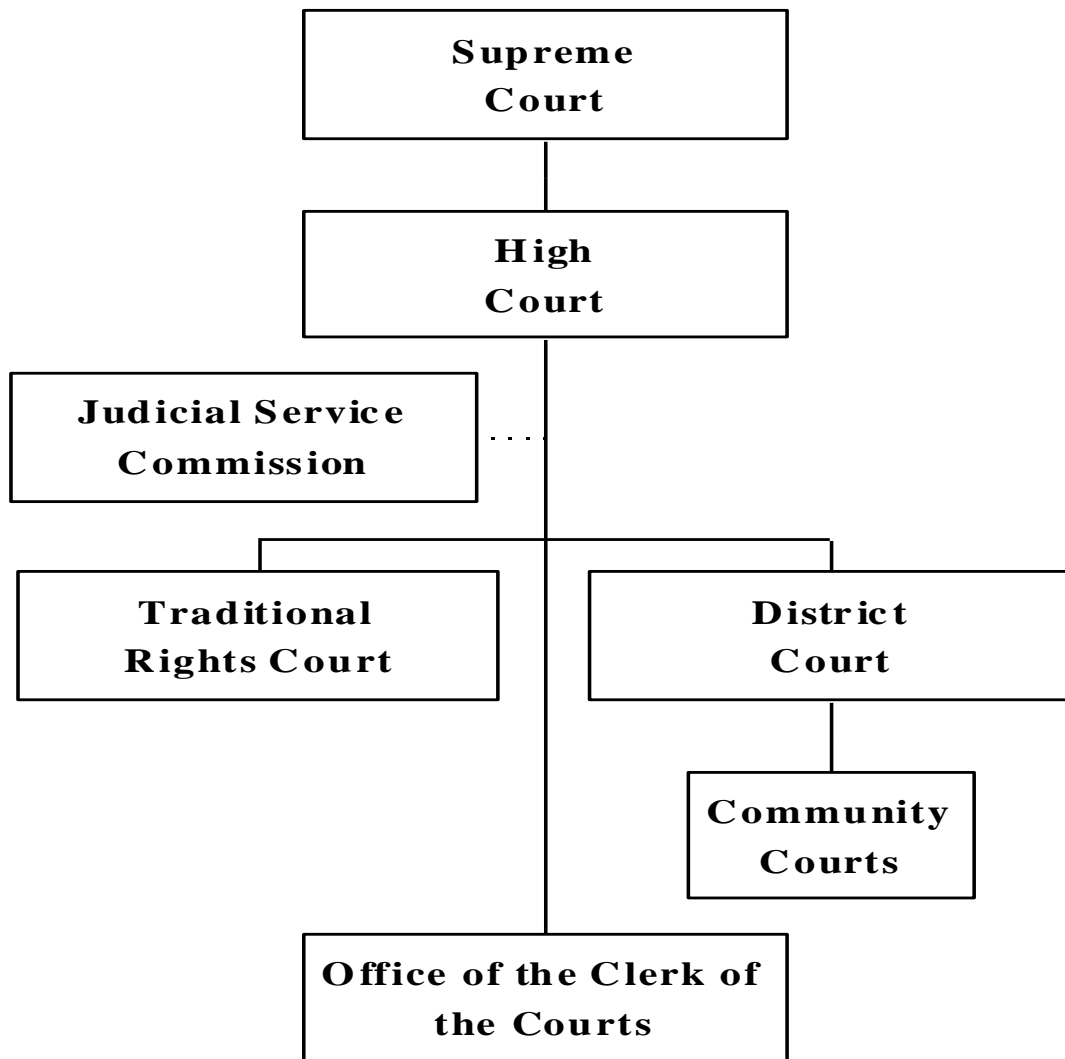 Supreme
Court
High
Court
Judicial Service
Commission
Traditional
Rights Court
District
Court
Community
Courts
Office of the Clerk of
the Courts